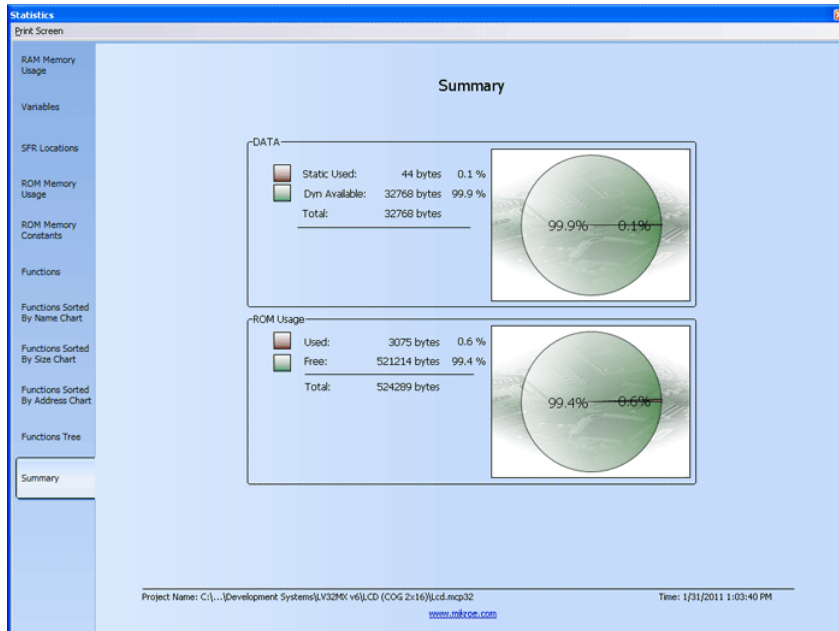 Statistics
Print Screen
RAM Memory
Usage
Variables
SFR Locations
ROM Memory
Usage
ROM Memory
Constants
Functions
Functions Sorted
By Name Chart
Functions Sorted
By Size Chart
Functions Sorted
By Address Chart
Functions Tree
Summary
Summary
DATA
Static Used: 44 bytes 0.1 %
Dyn Available: 32768 bytes 99.9 %
Total: 32768 bytes
99.9% 0.1%
ROM Usage
Used: 3075 bytes 0.6 %
Free: 521214 bytes 99.4 %
Total: 524289 bytes
99.4% 0.6%
Project Name: C:\...\Development Systems\LV32MX v6\LCD (COG 2x16)\Lcd.mcp32 Time: 1/31/2011 1:03:40 PM
www.mikroe.com